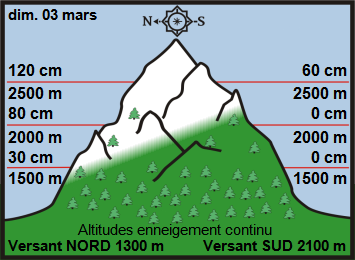 dim. 03 mars
N S
120 cm 60 cm
2500 m 2500 m
80 cm 0 cm
2000 m 2000 m
30 cm 0 cm
1500 m 1500 m
Altitudes enneigement continu
Versant NORD 1300 m Versant SUD 2100 m